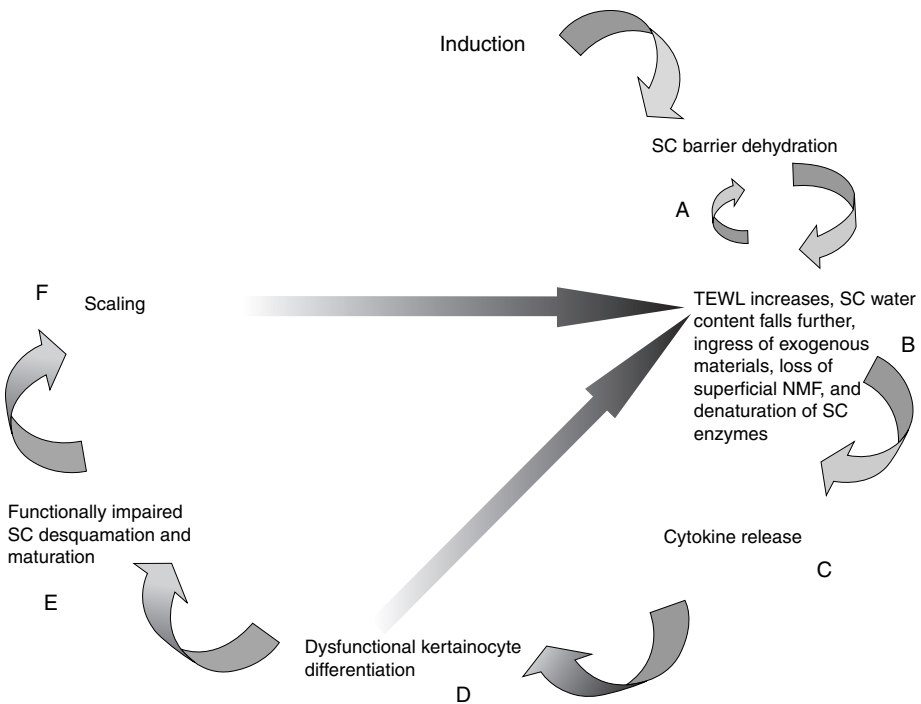 Induction
SC barrier dehydration
A
TEWL increases, SC water
content falls further,
ingress of exogenous
materials, loss of
superficial NMF, and
denaturation of SC
enzymes
B
Cytokine release
C
Dysfunctional kertainocyte
differentiation
D
Functionally impaired
SC desquamation and
maturation
E
F
Scaling